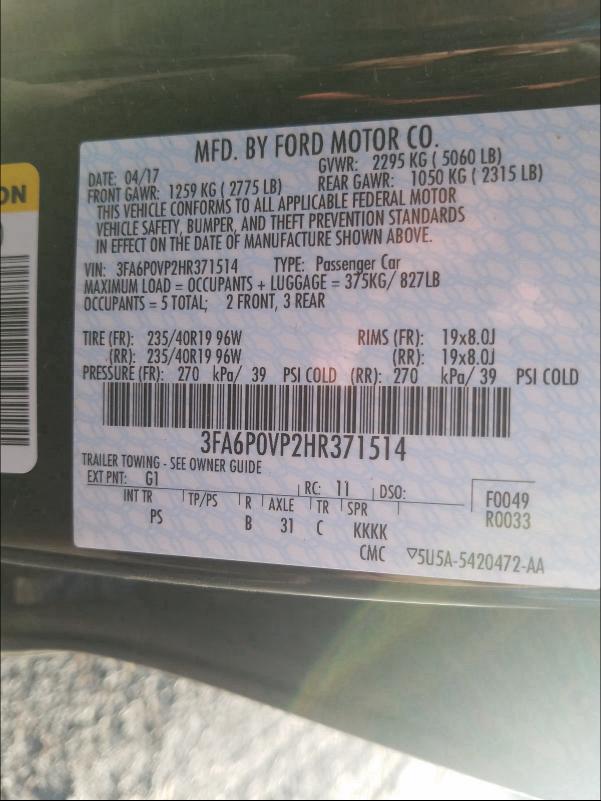 ON
MFD. BY FORD MOTOR CO.
DATE: 04/17 GVWR: 2295 KG ( 5060 LB)
FRONT GAWR: 1259 KG ( 2775 LB) REAR GAWR: 1050 KG ( 2315 LB)
THIS VEHICLE CONFORMS TO ALL APPLICABLE FEDERAL MOTOR
VEHICLE SAFETY, BUMPER, AND THEFT PREVENTION STANDARDS
IN EFFECT ON THE DATE OF MANUFACTURE SHOWN ABOVE.
VIN: 3FA6P0VP2HR371514 TYPE: Passenger Car
MAXIMUM LOAD = OCCUPANTS + LUGGAGE = 375KG/ 827LB
OCCUPANTS = 5 TOTAL; 2 FRONT, 3 REAR
TIRE (FR): 235/40R19 96W RIMS (FR): 19x8.0J
(RR): 235/40R19 96W (RR): 19x8.0J
PRESSURE (FR): 270 kPa/ 39 PSI COLD (RR): 270 kPa/ 39 PSI COLD
3FA6P0VP2HR371514
TRAILER TOWING - SEE OWNER GUIDE
EXT PNT: G1 RC: 11 DSO:
INT TR TP/PS R AXLE TR SPR F0049
PS B 31 C KKKK R0033
CMC ▽5U5A-5420472-AA